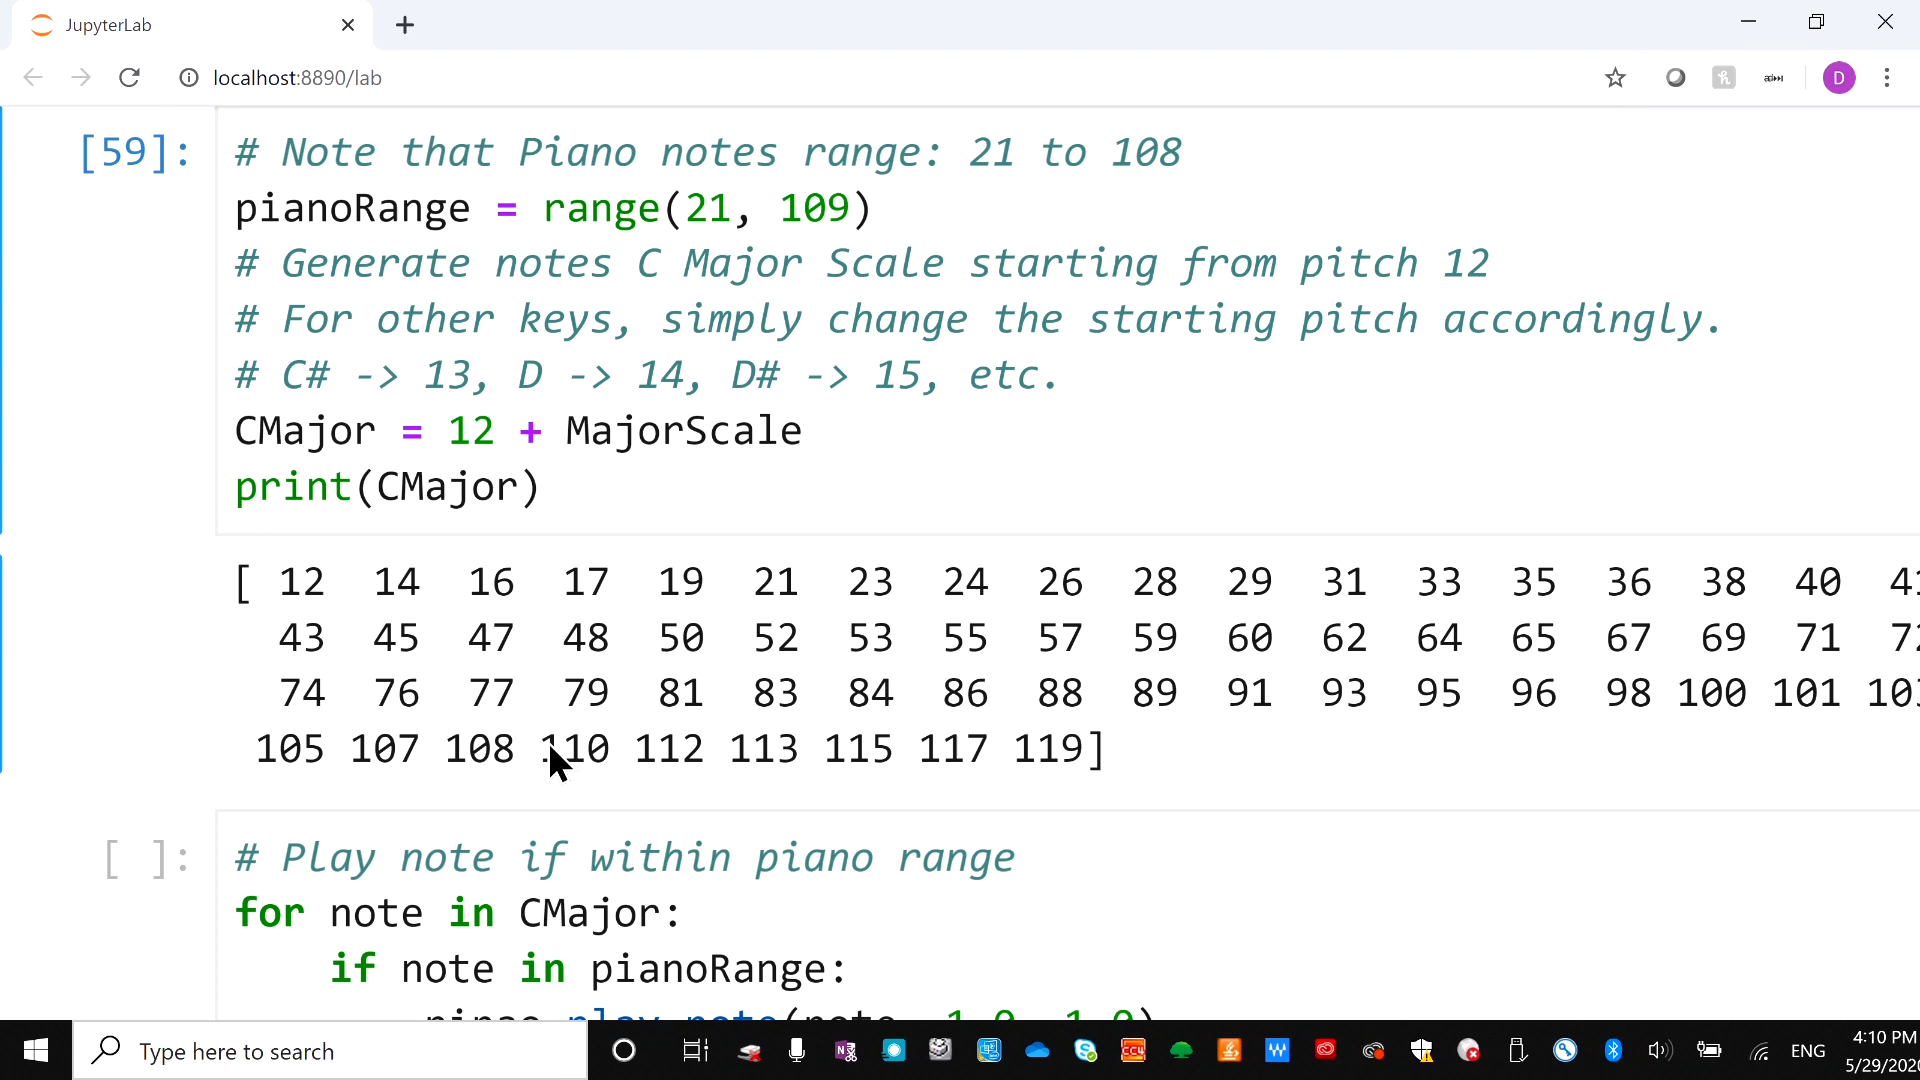 JupyterLab
localhost:8890/lab
D
[59]:
# Note that Piano notes range: 21 to 108
pianoRange = range(21, 109)
# Generate notes C Major Scale starting from pitch 12
# For other keys, simply change the starting pitch accordingly.
# C# -> 13, D -> 14, D# -> 15, etc.
CMajor = 12 + MajorScale
print(CMajor)
[ 12 14 16 17 19 21 23 24 26 28 29 31 33 35 36 38 40
43 45 47 48 50 52 53 55 57 59 60 62 64 65 67 69 71
74 76 77 79 81 83 84 86 88 89 91 93 95 96 98 100 101
105 107 108 110 112 113 115 117 119]
[ ]:
# Play note if within piano range
for note in CMajor:
if note in pianoRange:
Type here to search
ENG
4:10 PM
5/29/202